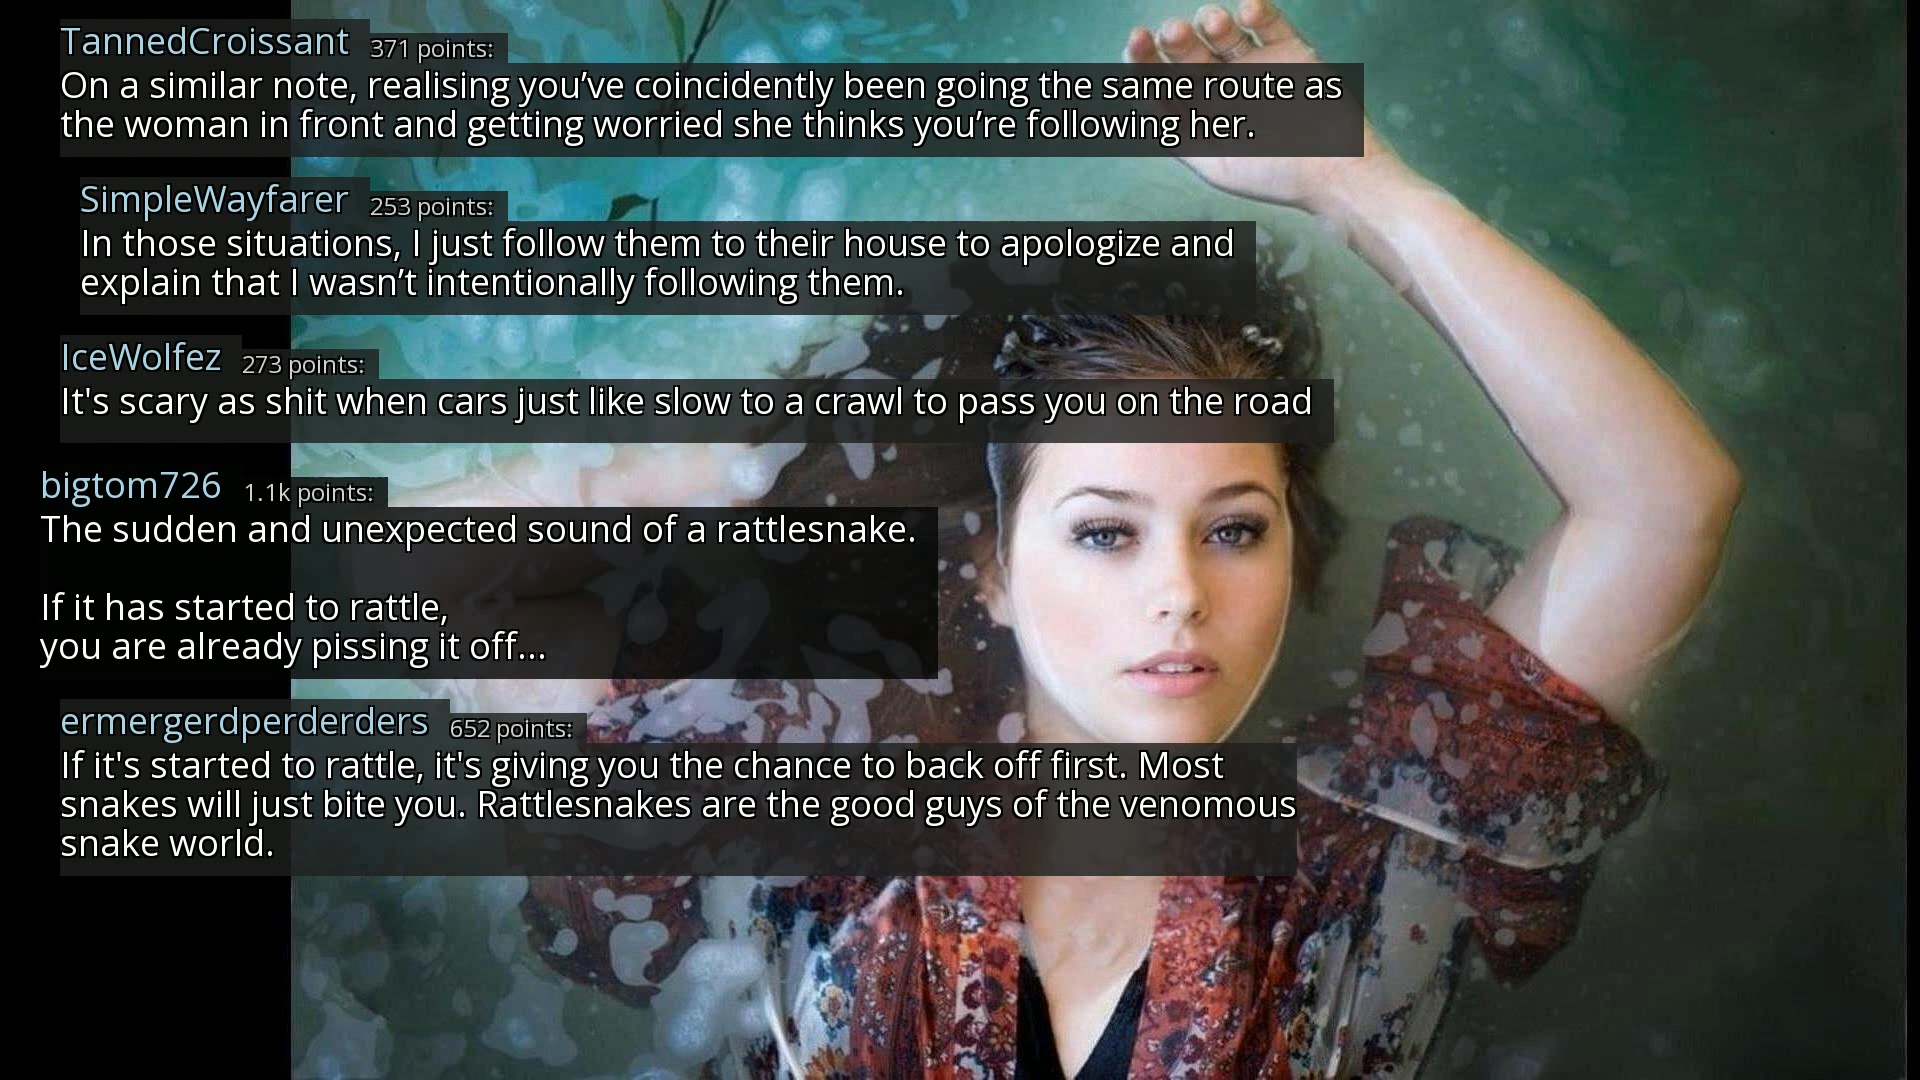 TannedCroissant 371 points:
On a similar note, realising you’ve coincidently been going the same route as
the woman in front and getting worried she thinks you’re following her.
SimpleWayfarer 253 points:
In those situations, I just follow them to their house to apologize and
explain that I wasn’t intentionally following them.
IceWolfez 273 points:
It's scary as shit when cars just like slow to a crawl to pass you on the road
bigtom726 1.1k points:
The sudden and unexpected sound of a rattlesnake.
If it has started to rattle,
you are already pissing it off...
ermergerdperderders 652 points:
If it's started to rattle, it's giving you the chance to back off first. Most
snakes will just bite you. Rattlesnakes are the good guys of the venomous
snake world.